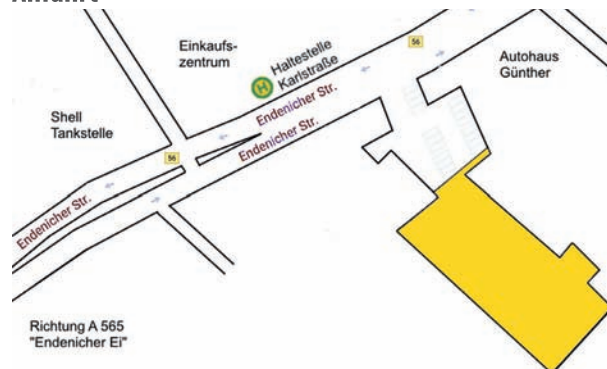 Anfahrt
56
Einkaufs-
zentrum
H
Haltestelle
Karlstraße
Autohaus
Günther
Shell
Tankstelle
Endenicher Str.
Endenicher Str.
56
Endenicher Str.
Richtung A 565
"Endenicher Ei"